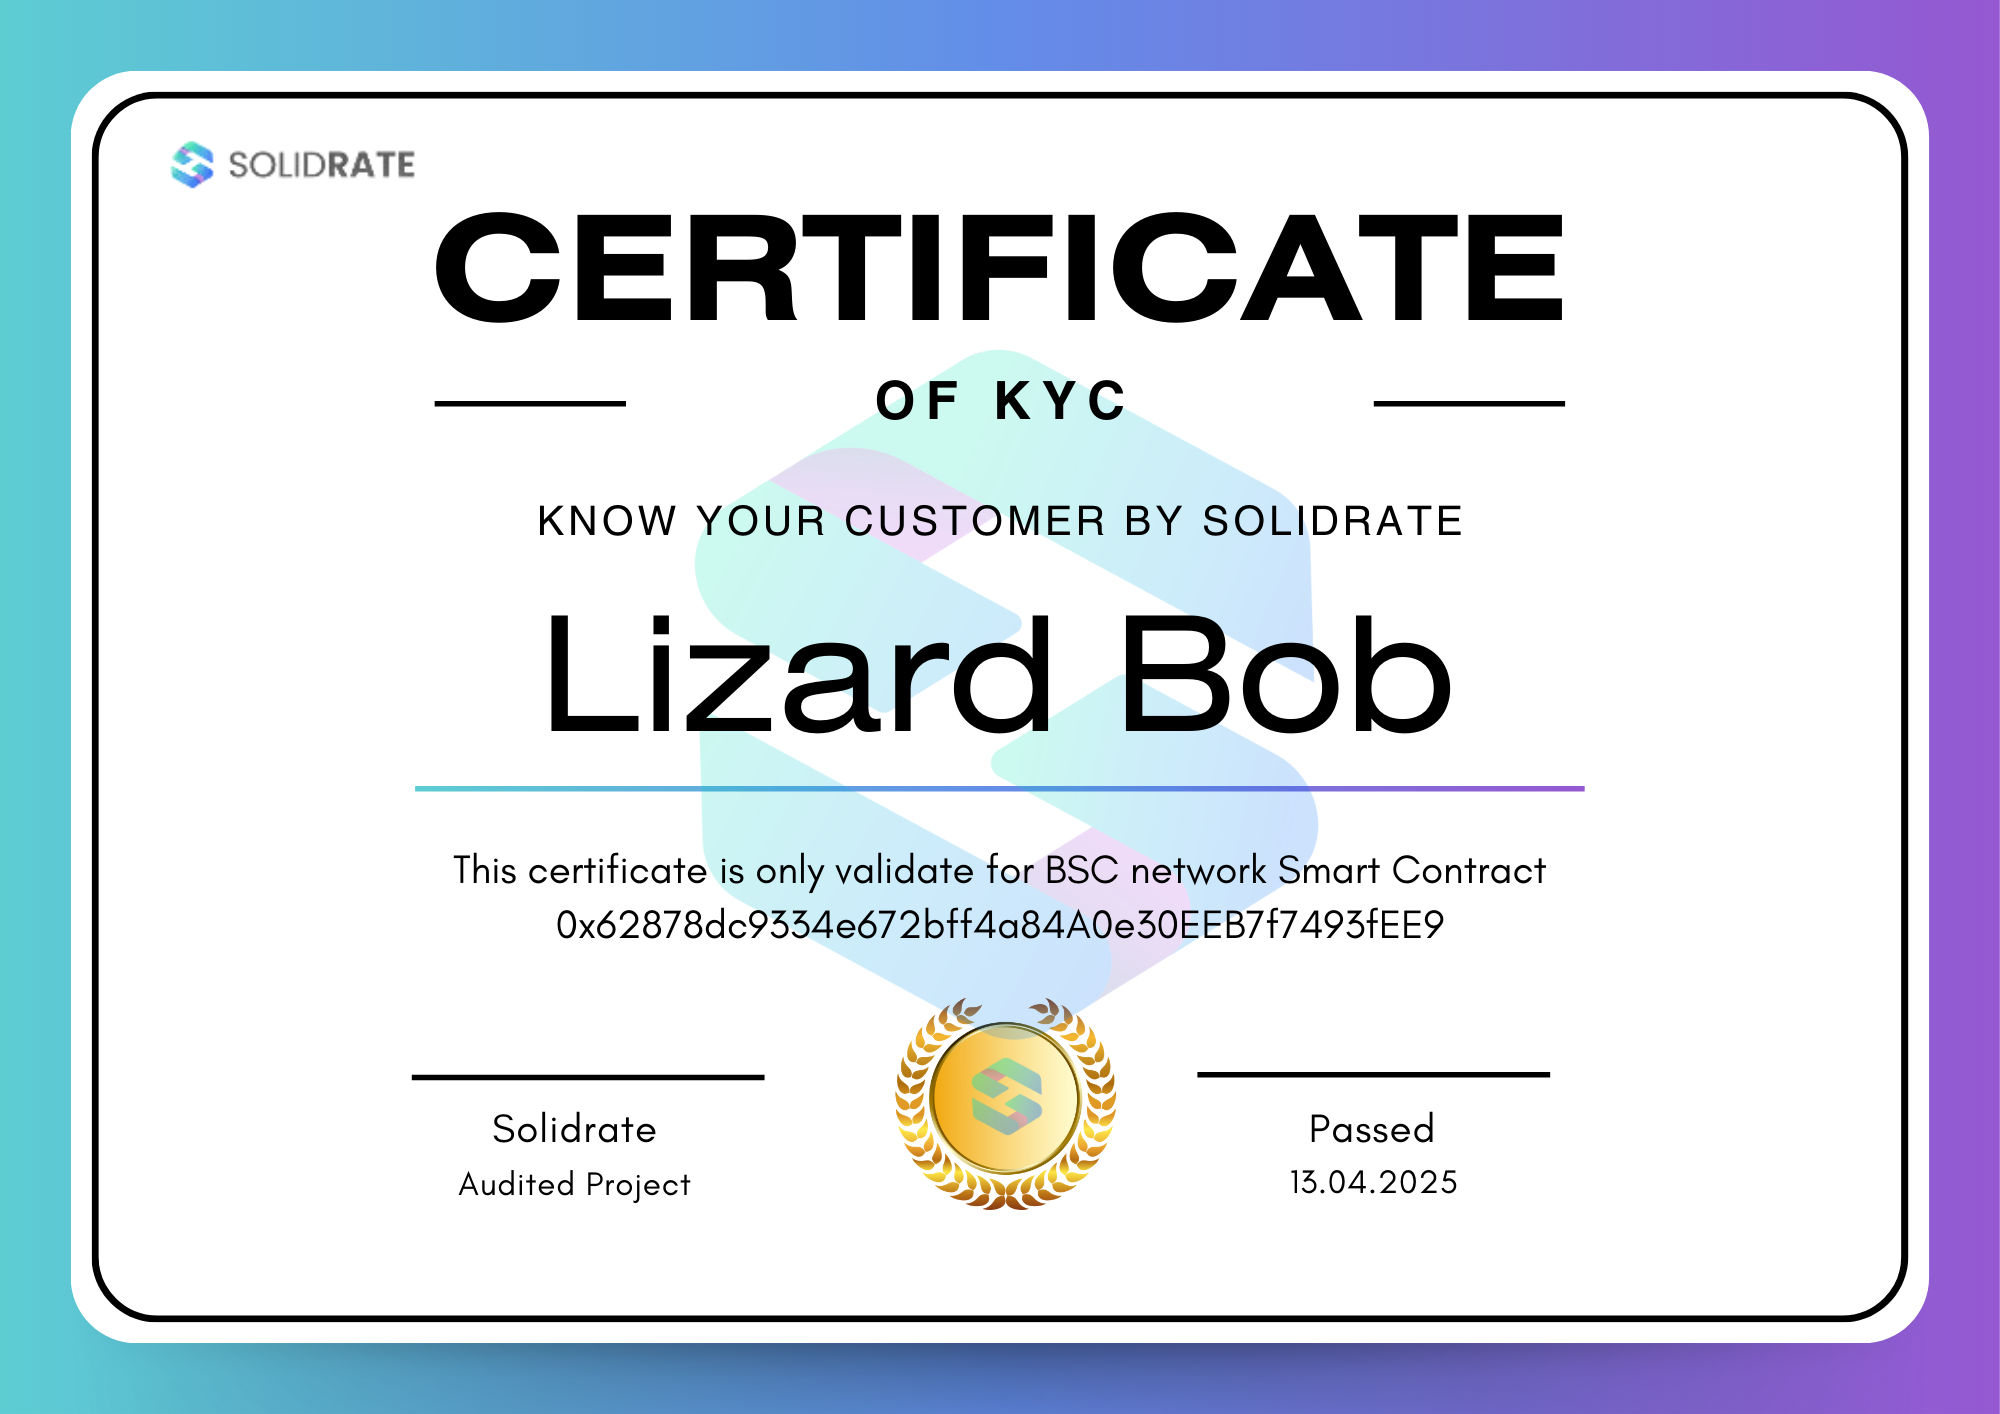 SOLIDRATE
CERTIFICATE
OF KYC
KNOW YOUR CUSTOMER BY SOLIDRATE
Lizard Bob
This certificate is only validate for BSC network Smart Contract
0x62878dc9334e672bff4a84A0e30EEB7f7493fEE9
Solidrate
Audited Project
Passed
13.04.2025